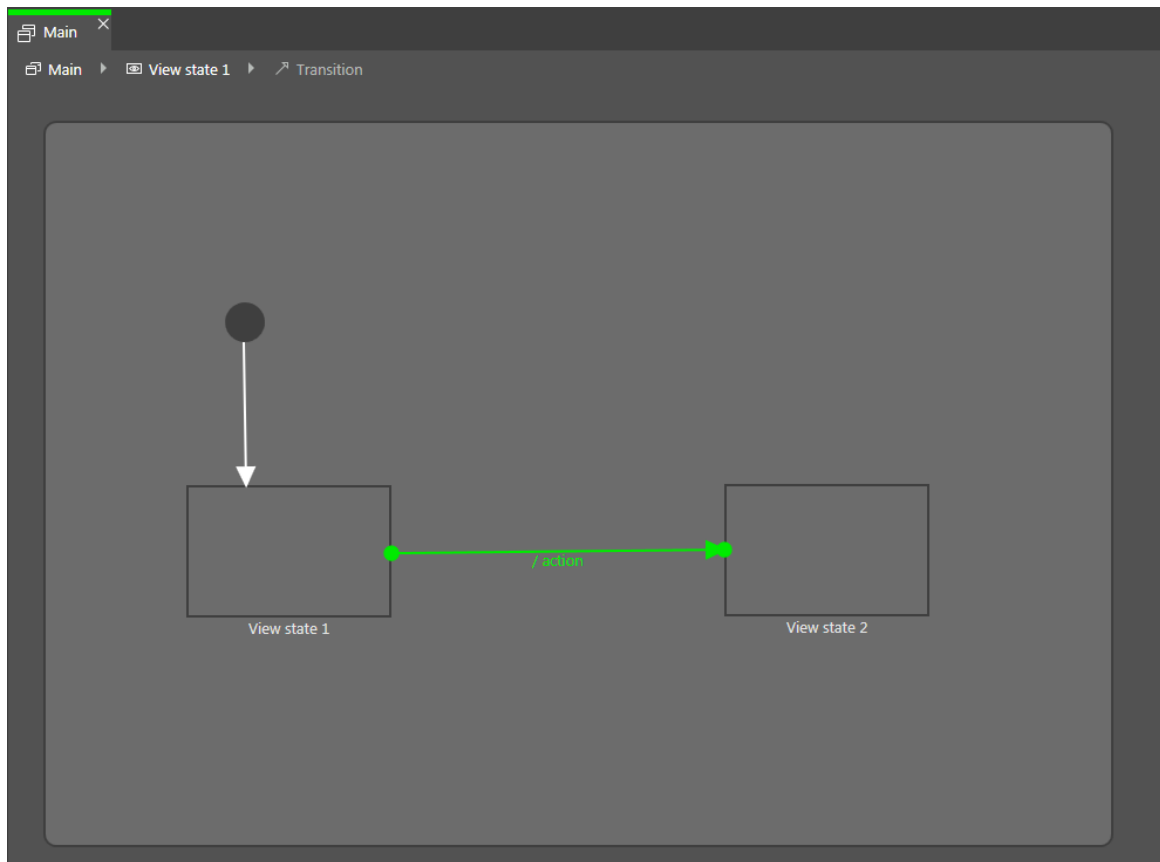 Main
Main View state 1 Transition
/ action
View state 1
View state 2